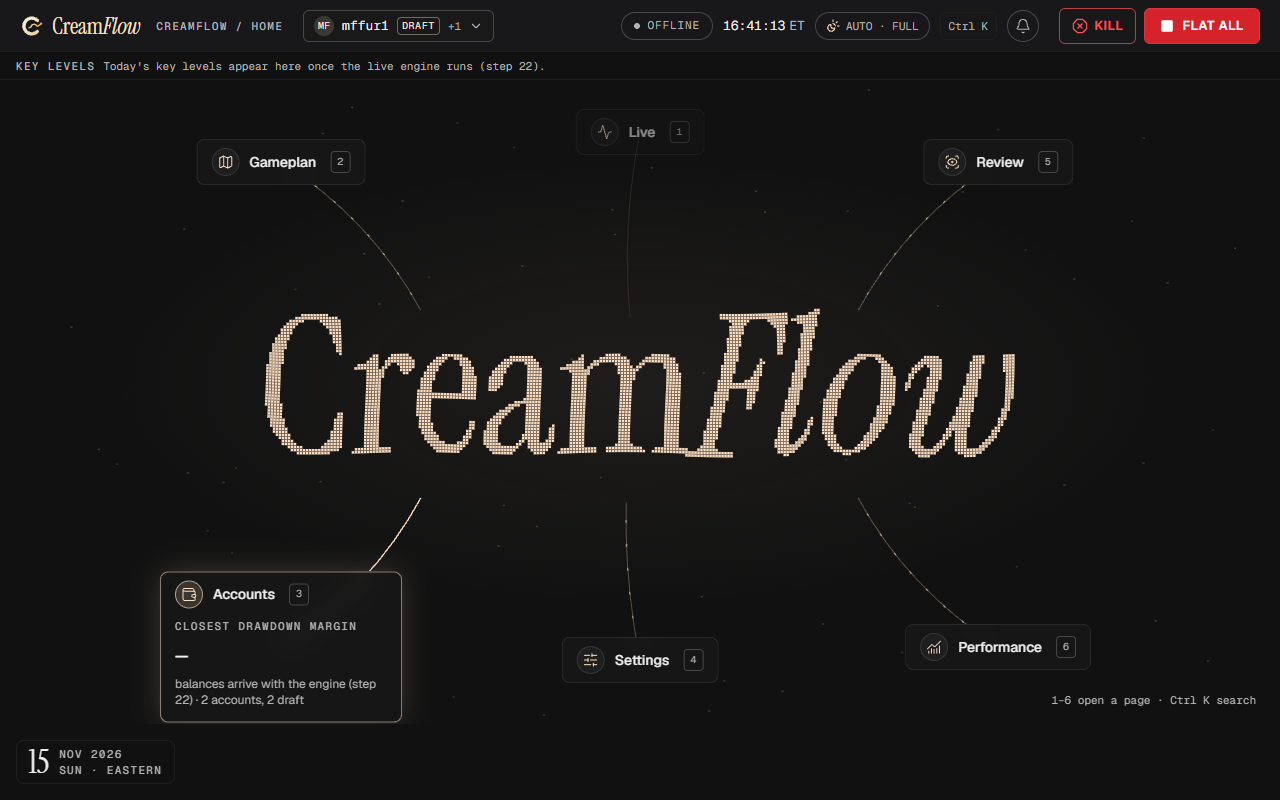 CreamFlow CREAMFLOW / HOME MF mffur1 DRAFT +1 OFFLINE 16:41:13 ET AUTO · FULL Ctrl K KILL FLAT ALL
KEY LEVELS Today's key levels appear here once the live engine runs (step 22).
Live 1
Gameplan 2
Review 5
CreamFlow
Accounts 3
CLOSEST DRAWDOWN MARGIN
—
balances arrive with the engine (step
22) · 2 accounts, 2 draft
Settings 4
Performance 6
1-6 open a page · Ctrl K search
15 NOV 2026
SUN · EASTERN